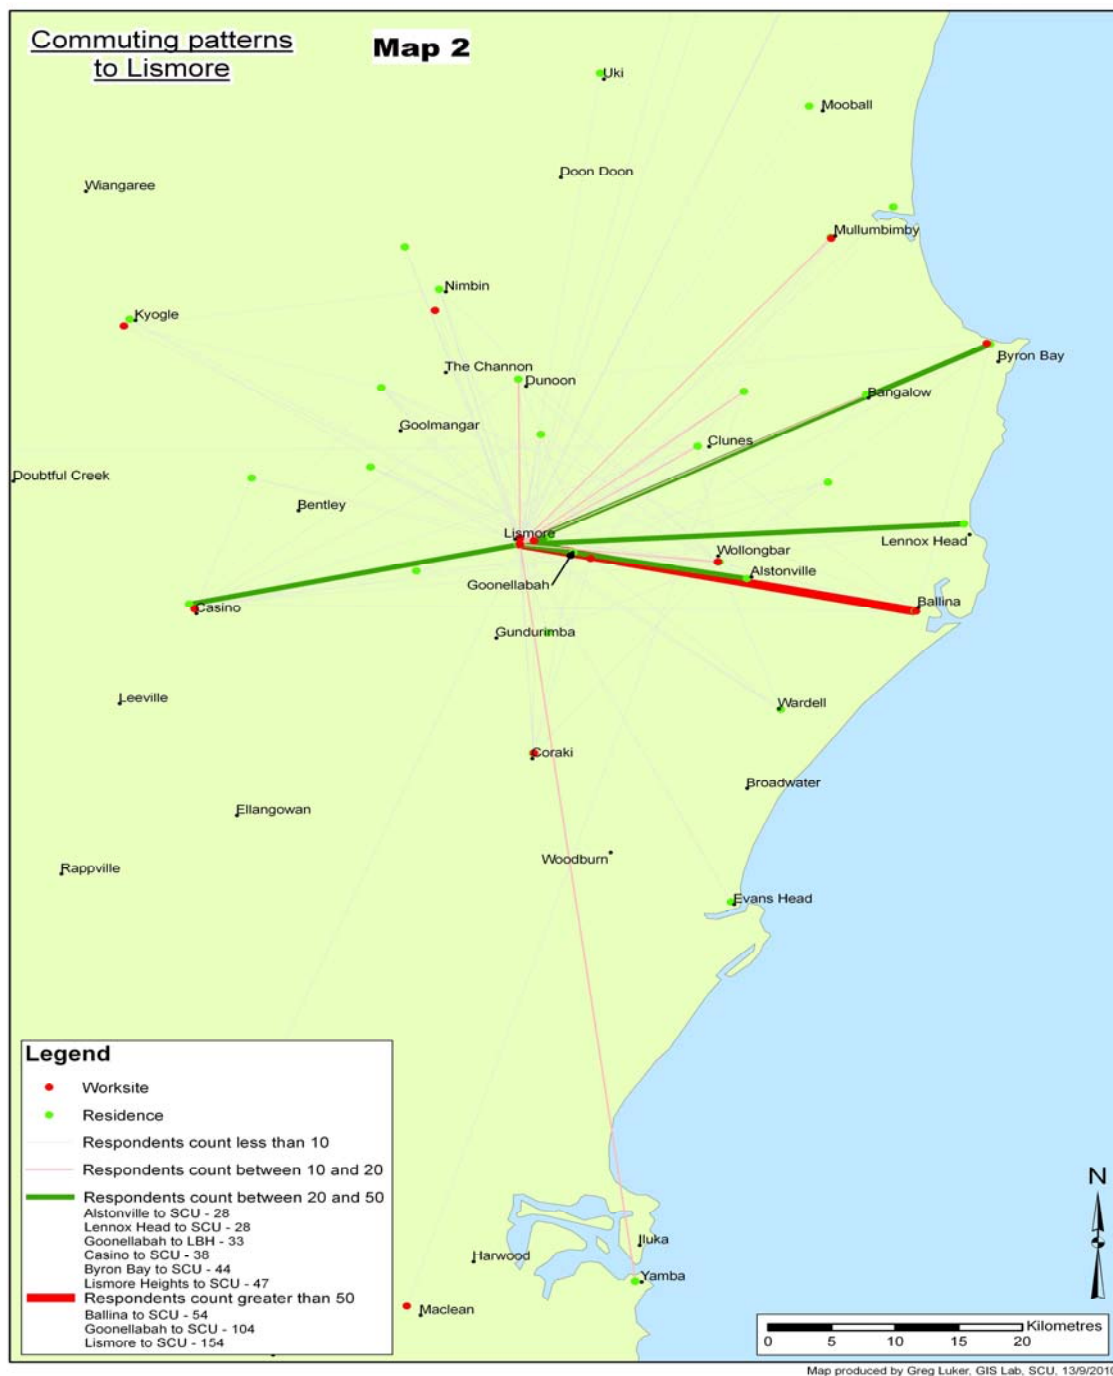 Commuting patterns
to Lismore
Map 2
Uki
Mooball
Doon Doon
Wiangaree
Mullumbimby
Nimbin
Kyogle
Byron Bay
The Channon
Dunoon
Bangalow
Goolmangar
Clunes
Doubtful Creek
Bentley
Lismore
Lennox Head
Wollongbar
Alstonville
Goonellabah
Casino
Ballina
Gundurimba
Leeville
Wardell
Coraki
Broadwater
Ellangowan
Woodburn
Rappville
Evans Head
Iluka
Harwood
Yamba
Maclean
Legend
Worksite
Residence
Respondents count less than 10
Respondents count between 10 and 20
Respondents count between 20 and 50
Alstonville to SCU - 28
Lennox Head to SCU - 28
Goonellabah to LBH - 33
Casino to SCU - 38
Byron Bay to SCU - 44
Lismore Heights to SCU - 47
Respondents count greater than 50
Ballina to SCU - 54
Goonellabah to SCU - 104
Lismore to SCU - 154
N
Kilometres
0 5 10 15 20
Map produced by Greg Luker, GIS Lab, SCU, 13/9/2010